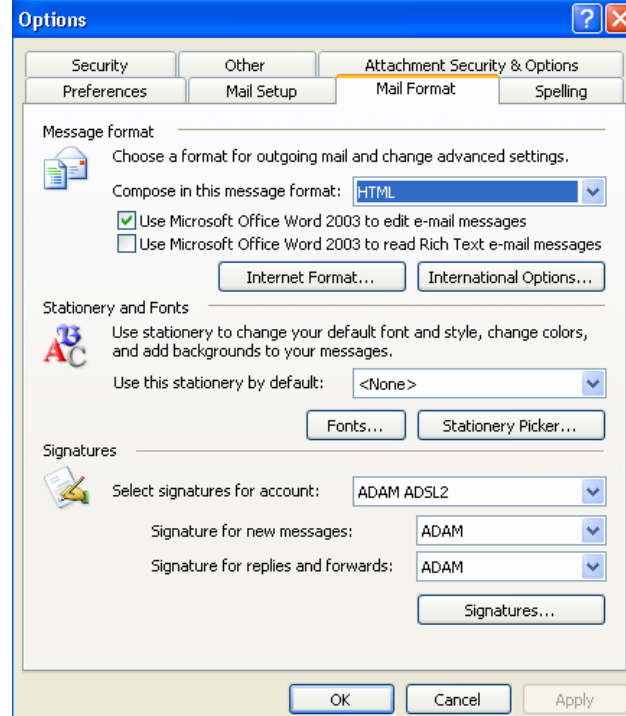 Options
Security Other Attachment Security & Options
Preferences Mail Setup Mail Format Spelling
Message format
Choose a format for outgoing mail and change advanced settings.
Compose in this message format: HTML
Use Microsoft Office Word 2003 to edit e-mail messages
Use Microsoft Office Word 2003 to read Rich Text e-mail messages
Internet Format... International Options...
Stationery and Fonts
Use stationery to change your default font and style, change colors,
and add backgrounds to your messages.
Use this stationery by default: <None>
Fonts... Stationery Picker...
Signatures
Select signatures for account: ADAM ADSL2
Signature for new messages: ADAM
Signature for replies and forwards: ADAM
Signatures...
OK Cancel Apply